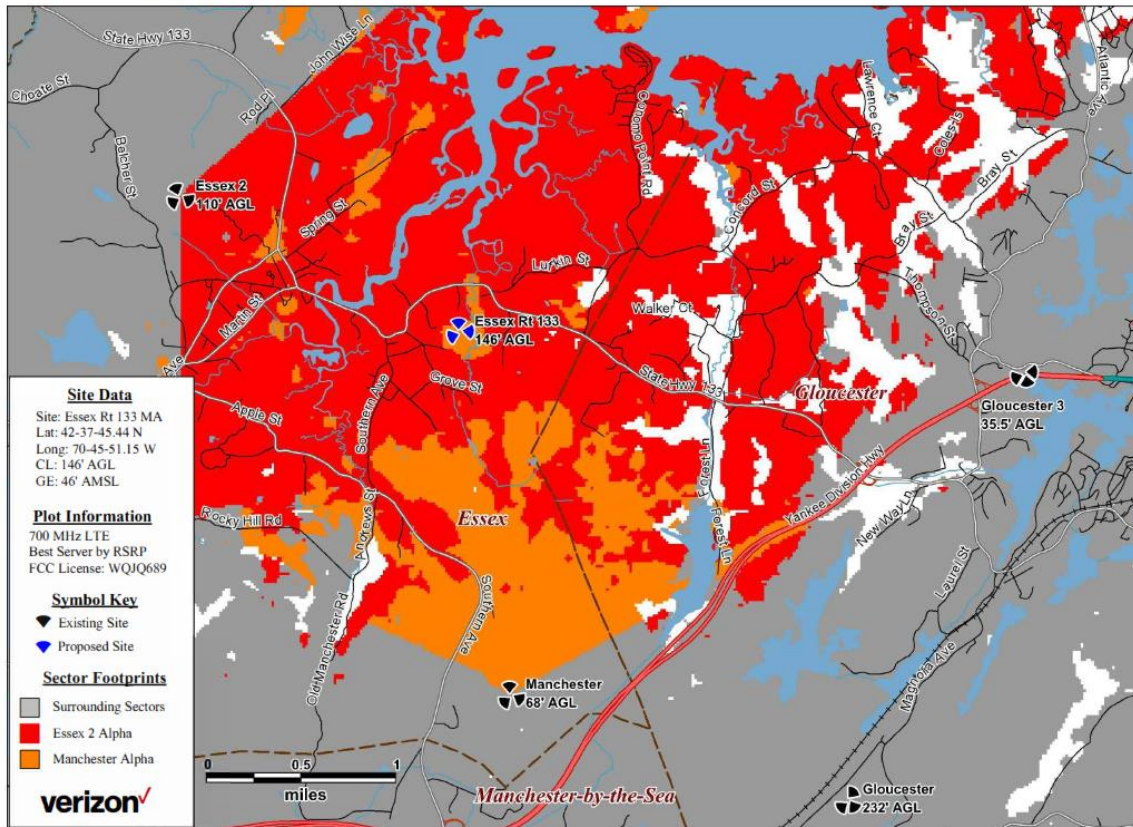 State Hwy 133
John Wise Ln
Choate St
Rod Pl
Belcher St
Essex 2
110' AGL
Spring St
Martin St
Conomo Point Rd
Lawrence Ct
Coles Is
Atlantic Ave
Bray St
Concord St
Bray St
Lufkin St
Thompson St
Walker Ct
Essex Rt 133
146' AGL
Grove St
State Hwy 133
Gloucester
Gloucester 3
35.5' AGL
Ave
Apple St
Southern Ave
Forest Ln
Yankee Division Hwy
Rocky Hill Rd
Andrews St
Essex
Forest Ln
New Way Ln
Laurel St
Old Manchester Rd
Southern Ave
Manchester
68' AGL
Magnolia Ave
Manchester-by-the-Sea
Gloucester
232' AGL
Site Data
Site: Essex Rt 133 MA
Lat: 42-37-45.44 N
Long: 70-45-51.15 W
CL: 146' AGL
GE: 46' AMSL
Plot Information
700 MHz LTE
Best Server by RSRP
FCC License: WQJQ689
Symbol Key
Existing Site
Proposed Site
Sector Footprints
Surrounding Sectors
Essex 2 Alpha
Manchester Alpha
verizon
0 0.5 1
miles